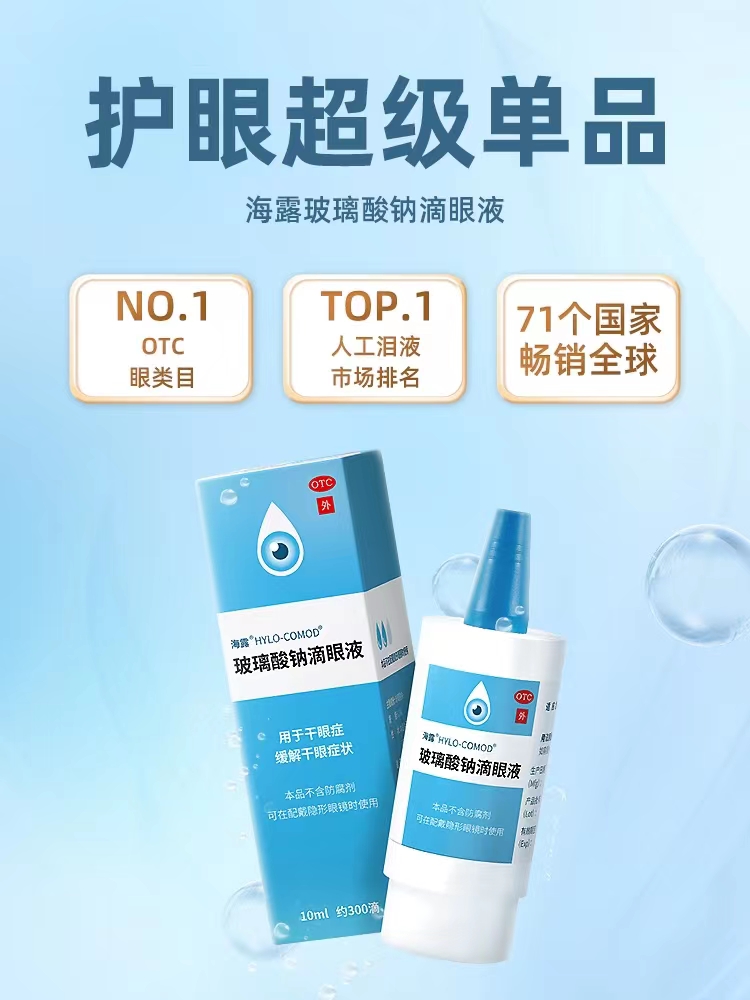 护眼超级单品
海露玻璃酸钠滴眼液
NO.1
OTC
眼类目
TOP.1
人工泪液
市场排名
71个国家
畅销全球
OTC
外
海露®HYLO-COMOD®
玻璃酸钠滴眼液
用于干眼症
缓解干眼症状
本品不含防腐剂
可在配戴隐形眼镜时使用
10ml 约300滴
OTC
外
海露®HYLO-COMOD®
玻璃酸钠滴眼液
本品不含防腐剂
可在配戴隐形眼镜时使用
(Mfg)
(Lot)
(Exp)